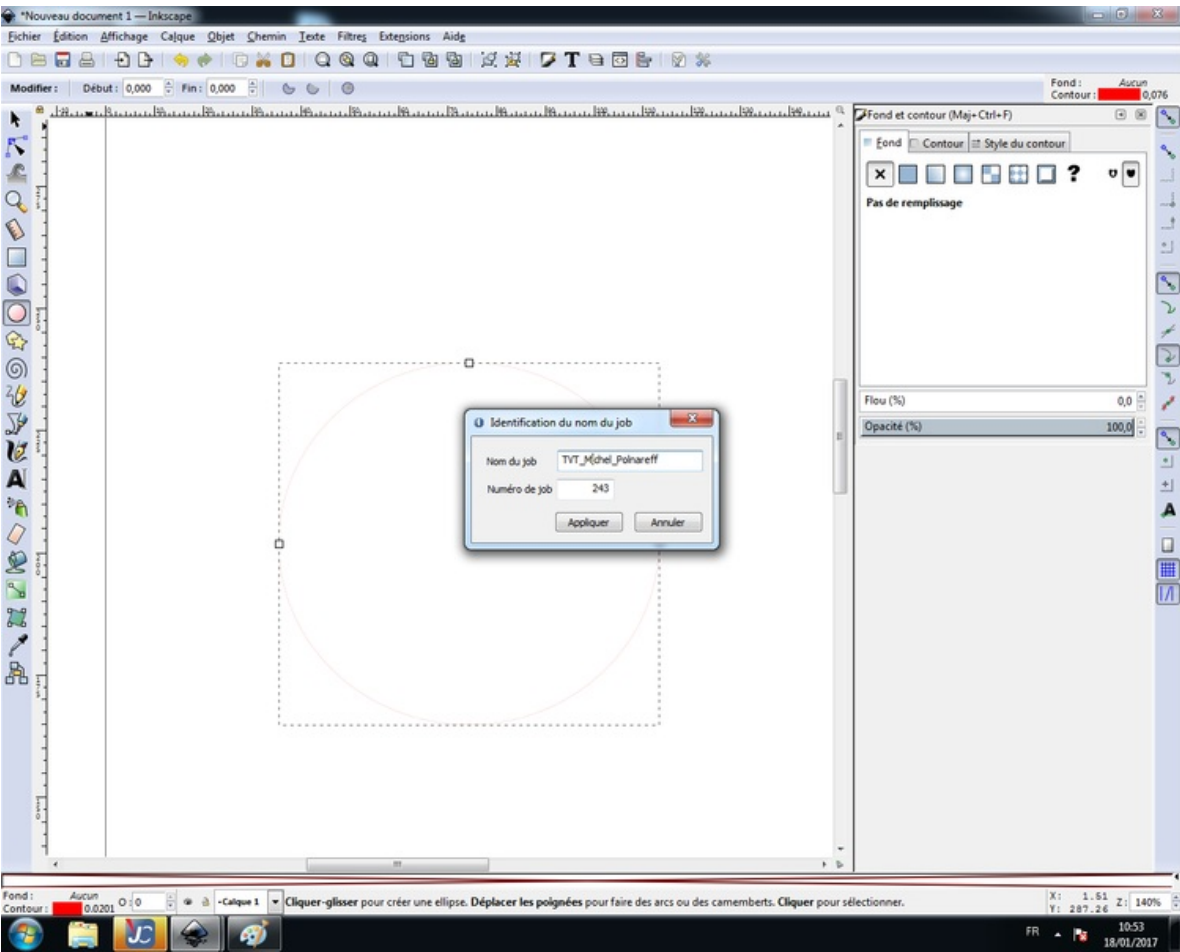 *Nouveau document 1 — Inkscape
Fichier Édition Affichage Calque Objet Chemin Texte Filtres Extensions Aide
Modifier : Début : 0,000 Fin : 0,000
Fond : Aucun
Contour : 0,076
Fond et contour (Maj+Ctrl+F)
Fond Contour Style du contour
Pas de remplissage
Flou (%) 0,0
Opacité (%) 100,0
Identification du nom du job
Nom du job TVT_Michel_Polnareff
Numéro de job 243
Appliquer Annuler
Fond : Aucun
Contour : 0.0201
O: 0
-Calque 1
Cliquer-glisser pour créer une ellipse. Déplacer les poignées pour faire des arcs ou des camemberts. Cliquer pour sélectionner.
X: 1.61
Y: 287.26
Z: 140%
FR
10:53
18/01/2017